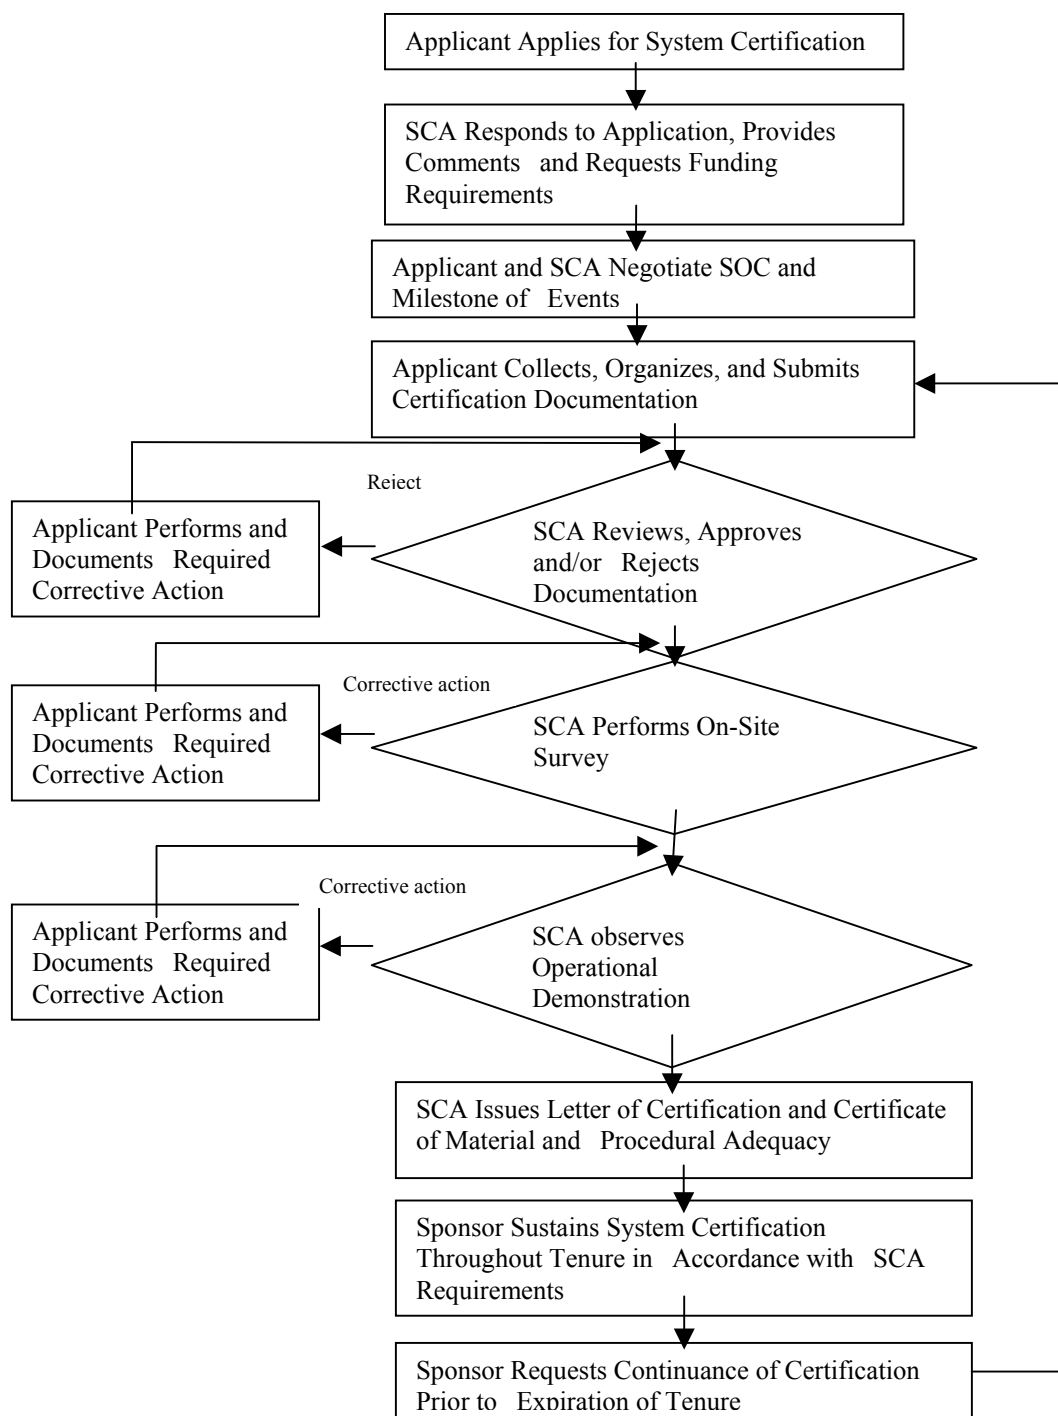 Applicant Applies for System Certification
SCA Responds to Application, Provides
Comments and Requests Funding
Requirements
Applicant and SCA Negotiate SOC and
Milestone of Events
Applicant Collects, Organizes, and Submits
Certification Documentation
Reiect
Applicant Performs and
Documents Required
Corrective Action
SCA Reviews, Approves
and/or Rejects
Documentation
Corrective action
Applicant Performs and
Documents Required
Corrective Action
SCA Performs On-Site
Survey
Corrective action
Applicant Performs and
Documents Required
Corrective Action
SCA observes
Operational
Demonstration
SCA Issues Letter of Certification and Certificate
of Material and Procedural Adequacy
Sponsor Sustains System Certification
Throughout Tenure in Accordance with SCA
Requirements
Sponsor Requests Continuance of Certification
Prior to Expiration of Tenure